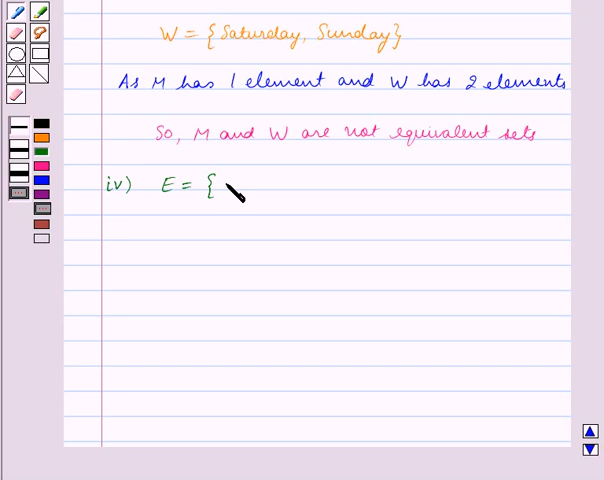 W = {Saturday, Sunday}
As M has 1 element and W has 2 elements
So, M and W are not equivalent sets
iv) E = {